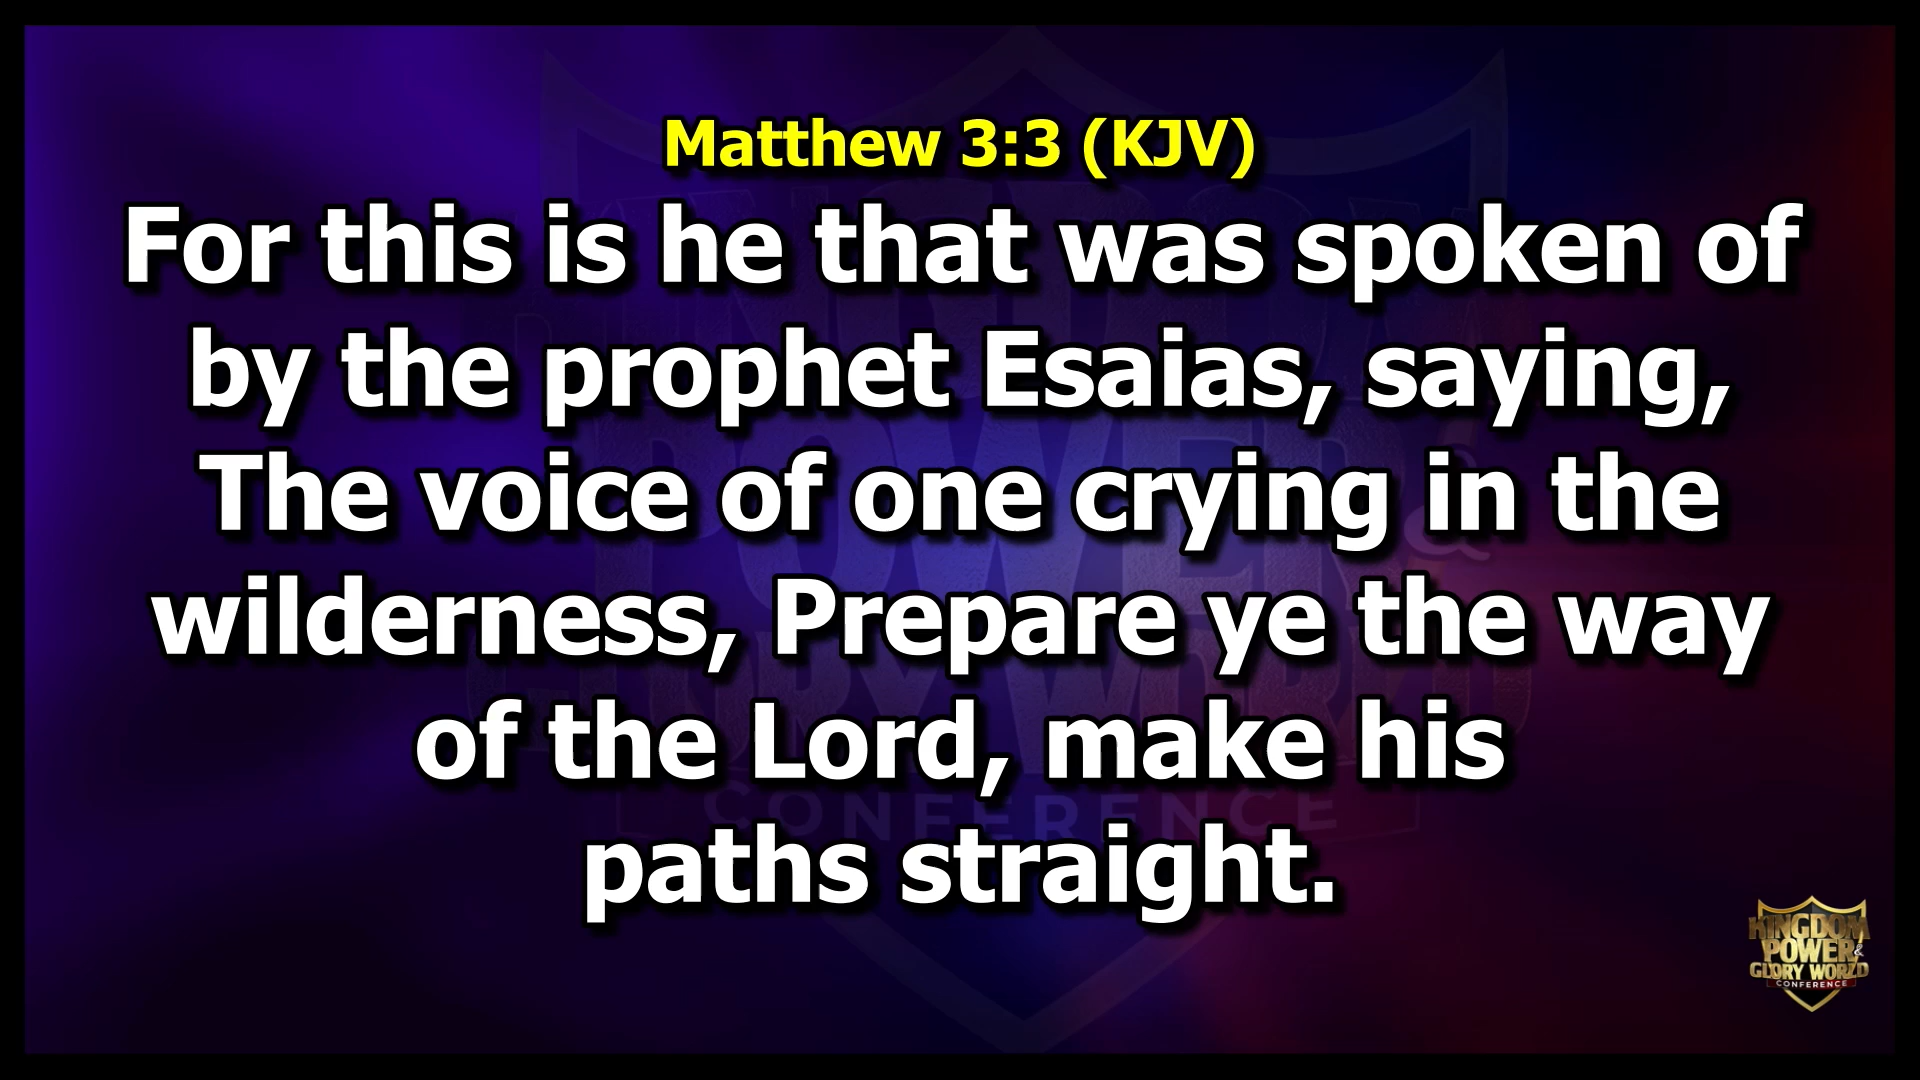 Matthew 3:3 (KJV)
For this is he that was spoken of
by the prophet Esaias, saying,
The voice of one crying in the
wilderness, Prepare ye the way
of the Lord, make his
paths straight.
KINGDOM
POWER &
GLORY WORLD
CONFERENCE